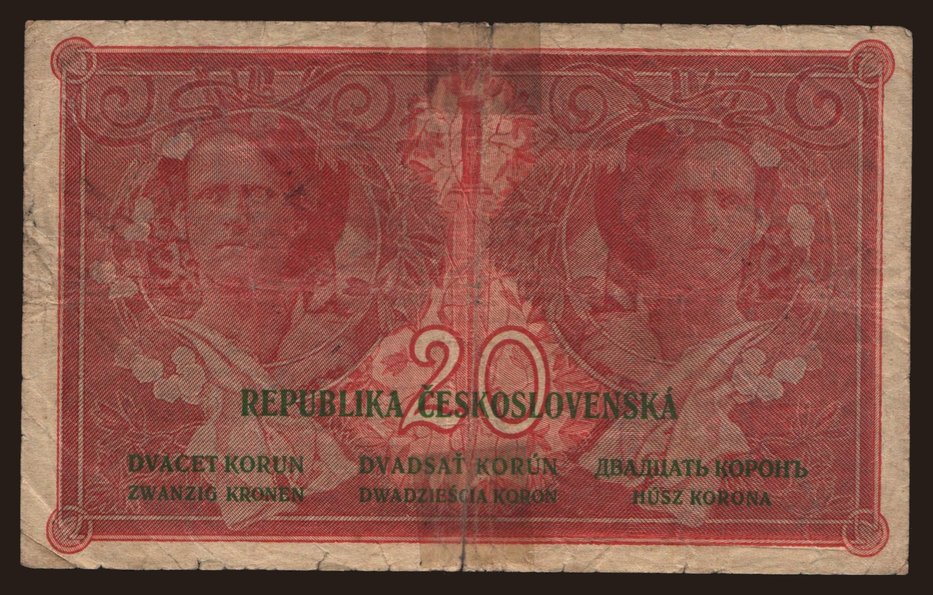 20
REPUBLIKA ČESKOSLOVENSKÁ
DVACET KORUN DVADSAŤ KORÚN ДВАДЦАТЬ КОРОНЪ
ZWANZIG KRONEN DWADZIEŚCIA KORON HÚSZ KORONA